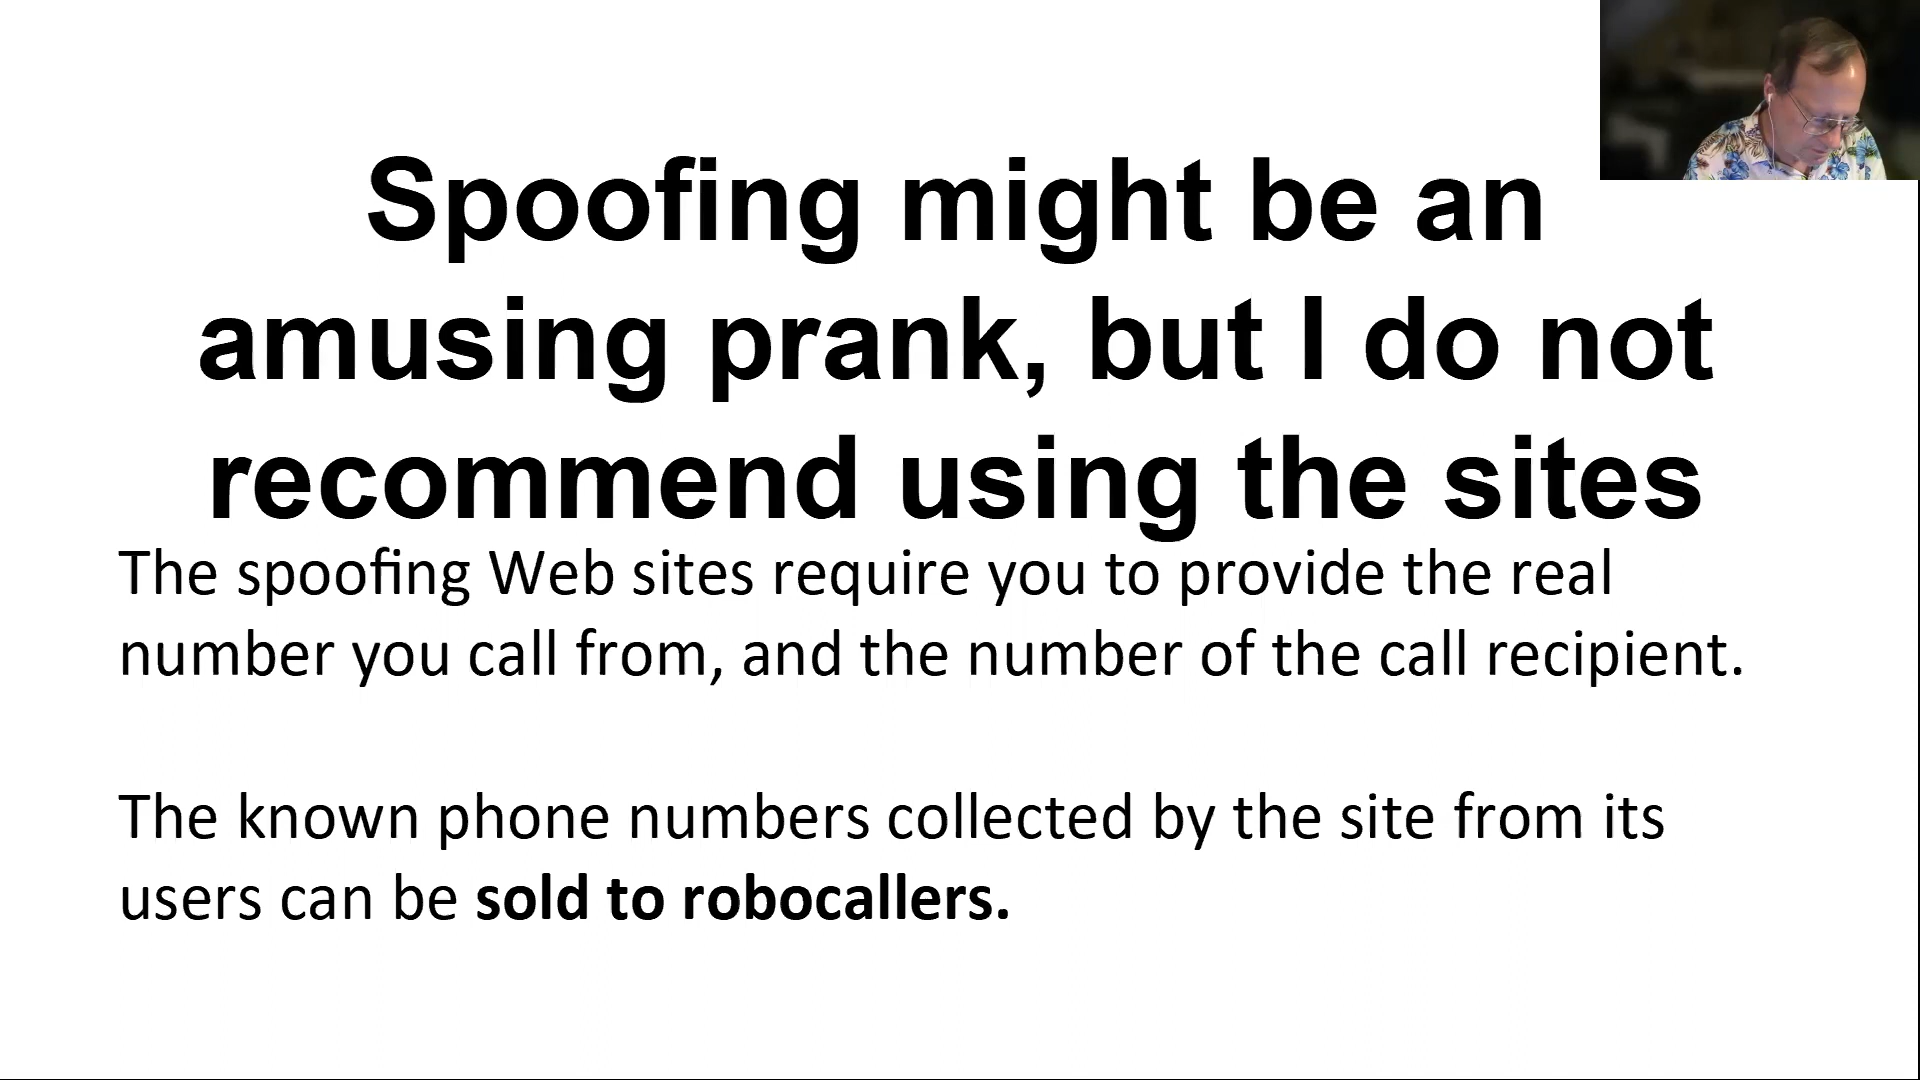 Spoofing might be an
amusing prank, but I do not
recommend using the sites
The spoofing Web sites require you to provide the real
number you call from, and the number of the call recipient.
The known phone numbers collected by the site from its
users can be sold to robocallers.